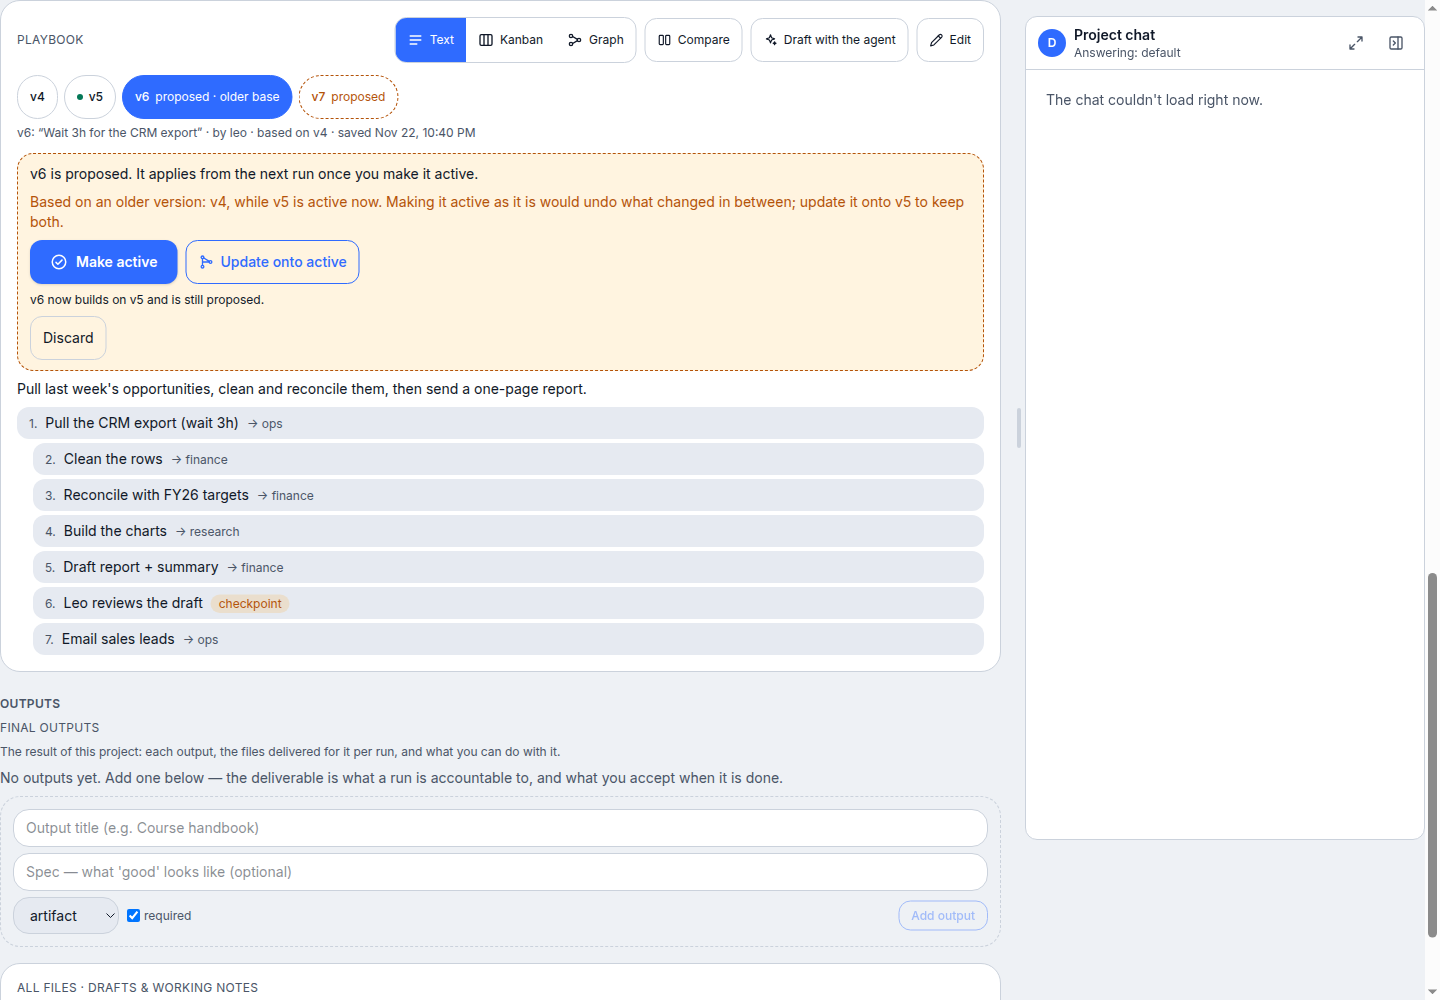 PLAYBOOK
Text
Kanban
Graph
Compare
Draft with the agent
Edit
v4
v5
v6 proposed · older base
v7 proposed
v6: “Wait 3h for the CRM export” · by leo · based on v4 · saved Nov 22, 10:40 PM
v6 is proposed. It applies from the next run once you make it active.
Based on an older version: v4, while v5 is active now. Making it active as it is would undo what changed in between; update it onto v5 to keep
both.
Make active
Update onto active
v6 now builds on v5 and is still proposed.
Discard
Pull last week's opportunities, clean and reconcile them, then send a one-page report.
1. Pull the CRM export (wait 3h) → ops
2. Clean the rows → finance
3. Reconcile with FY26 targets → finance
4. Build the charts → research
5. Draft report + summary → finance
6. Leo reviews the draft checkpoint
7. Email sales leads → ops
OUTPUTS
FINAL OUTPUTS
The result of this project: each output, the files delivered for it per run, and what you can do with it.
No outputs yet. Add one below — the deliverable is what a run is accountable to, and what you accept when it is done.
Output title (e.g. Course handbook)
Spec — what 'good' looks like (optional)
artifact
required
Add output
ALL FILES · DRAFTS & WORKING NOTES
D
Project chat
Answering: default
The chat couldn't load right now.